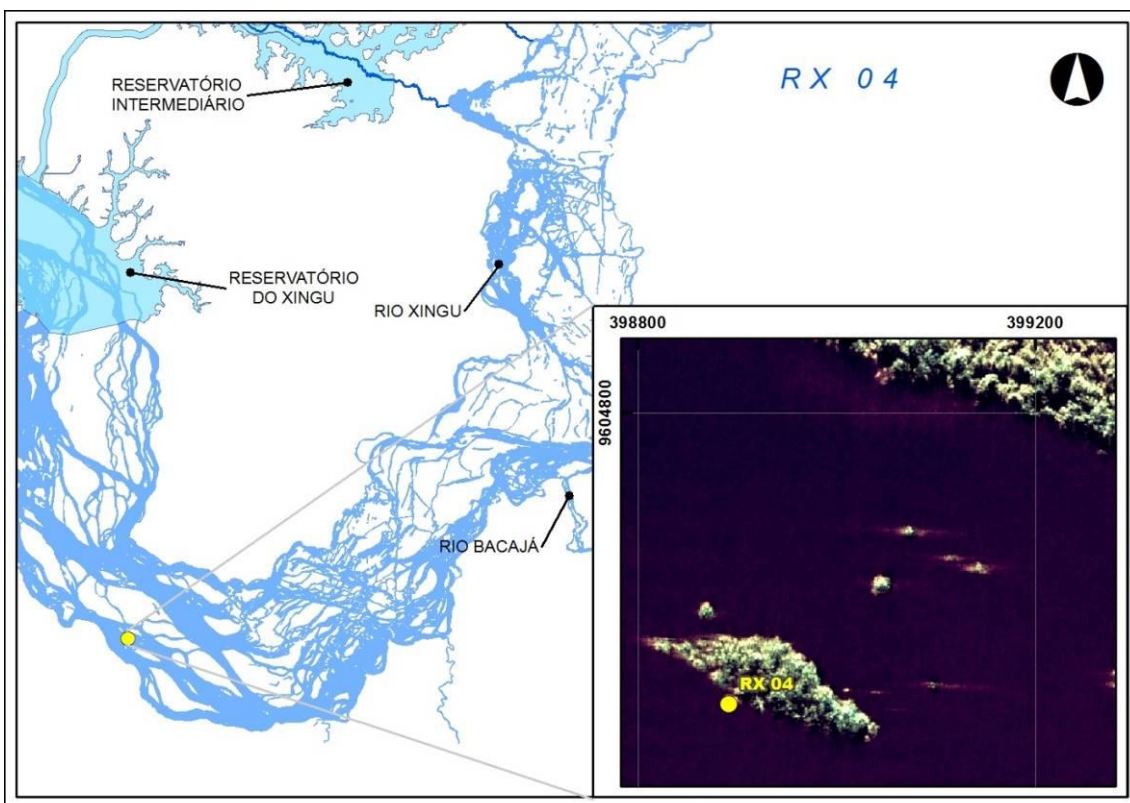 RX 04
RESERVATÓRIO
INTERMEDIÁRIO
RESERVATÓRIO
DO XINGU
RIO XINGU
398800
399200
9604800
RIO BACAJÁ
RX 04